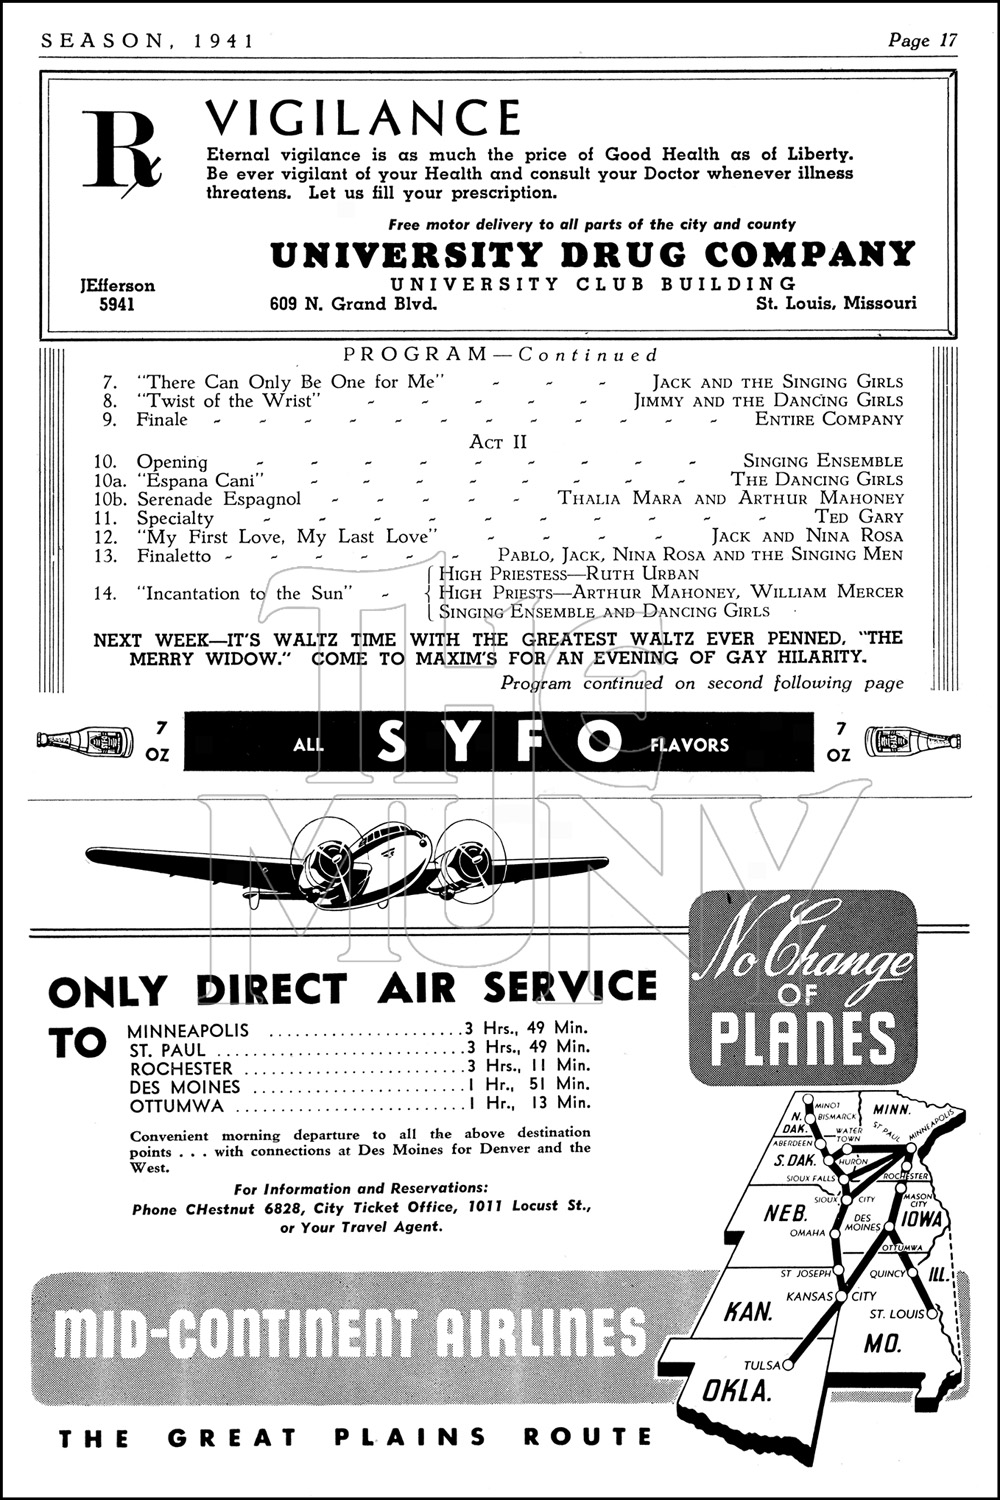 SEASON, 1941 Page 17
Rx
VIGILANCE
Eternal vigilance is as much the price of Good Health as of Liberty.
Be ever vigilant of your Health and consult your Doctor whenever illness
threatens. Let us fill your prescription.
Free motor delivery to all parts of the city and county
UNIVERSITY DRUG COMPANY
JEfferson
5941
UNIVERSITY CLUB BUILDING
609 N. Grand Blvd. St. Louis, Missouri
PROGRAM—Continued
7. "There Can Only Be One for Me" - - - JACK AND THE SINGING GIRLS
8. "Twist of the Wrist" - - - - - JIMMY AND THE DANCING GIRLS
9. Finale - - - - - - - - - - - - ENTIRE COMPANY
ACT II
10. Opening - - - - - - - - - SINGING ENSEMBLE
10a. "Espana Cani" - - - - - - - - THE DANCING GIRLS
10b. Serenade Espagnol - - - - - THALIA MARA AND ARTHUR MAHONEY
11. Specialty - - - - - - - - - - TED GARY
12. "My First Love, My Last Love" - - - - - JACK AND NINA ROSA
13. Finaletto - - - - - - PABLO, JACK, NINA ROSA AND THE SINGING MEN
HIGH PRIESTESS—RUTH URBAN
14. "Incantation to the Sun" - { HIGH PRIESTS—ARTHUR MAHONEY, WILLIAM MERCER
SINGING ENSEMBLE AND DANCING GIRLS
NEXT WEEK—IT'S WALTZ TIME WITH THE GREATEST WALTZ EVER PENNED, "THE
MERRY WIDOW." COME TO MAXIM'S FOR AN EVENING OF GAY HILARITY.
Program continued on second following page
7
OZ
ALL SYFO FLAVORS
7
OZ
THE
MUNY
No Change
OF
PLANES
ONLY DIRECT AIR SERVICE
TO
MINNEAPOLIS ......................3 Hrs., 49 Min.
ST. PAUL ............................3 Hrs., 49 Min.
ROCHESTER .........................3 Hrs., 11 Min.
DES MOINES ........................1 Hr., 51 Min.
OTTUMWA ..........................1 Hr., 13 Min.
Convenient morning departure to all the above destination
points . . . with connections at Des Moines for Denver and the
West.
For Information and Reservations:
Phone CHestnut 6828, City Ticket Office, 1011 Locust St.,
or Your Travel Agent.
MINOT
BISMARCK
N.
DAK.
MINN.
ABERDEEN
WATER
TOWN
ST PAUL
MINNEAPOLIS
S. DAK.
HURON
SIOUX FALLS
ROCHESTER
SIOUX CITY
MASON
CITY
NEB.
DES
MOINES
IOWA
OMAHA
OTTUMWA
ST JOSEPH
QUINCY
ILL.
KANSAS CITY
KAN.
ST. LOUIS
MO.
TULSA
OKLA.
MID-CONTINENT AIRLINES
THE GREAT PLAINS ROUTE